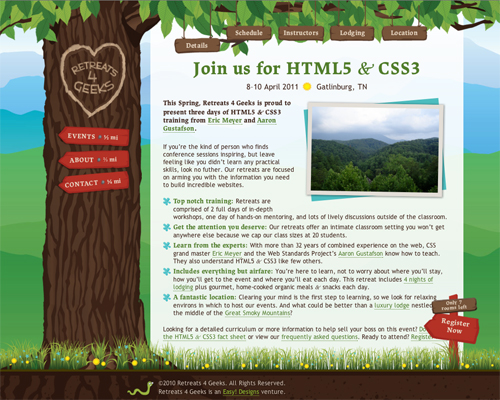 Details
Schedule
Instructors
Lodging
Location
RETREATS
4
GEEKS
EVENTS • ½ mi
ABOUT • ½ mi
CONTACT • ½ mi
Join us for HTML5 & CSS3
8-10 April 2011 Gatlinburg, TN
This Spring, Retreats 4 Geeks is proud to
present three days of HTML5 & CSS3
training from Eric Meyer and Aaron
Gustafson.
If you're the kind of person who finds
conference sessions inspiring, but leave
feeling like you didn't learn any practical
skills, look no futher. Our retreats are focused
on arming you with the information you need
to build incredible websites.
Top notch training: Retreats are
comprised of 2 full days of in-depth
workshops, one day of hands-on mentoring, and lots of lively discussions outside of the classroom.
Get the attention you deserve: Our retreats offer an intimate classroom setting you won't get
anywhere else because we cap our class sizes at 20 students.
Learn from the experts: With more than 32 years of combined experience on the web, CSS
grand master Eric Meyer and the Web Standards Project's Aaron Gustafson know how to teach.
They also understand HTML5 & CSS3 like few others.
Includes everything but airfare: You're here to learn, not to worry about where you'll stay,
how you'll get to the event and where you'll eat each day. This retreat includes 4 nights of
lodging plus gourmet, home-cooked organic meals & snacks each day.
A fantastic location: Clearing your mind is the first step to learning, so we look for relaxing
environs in which to host our events. And what could be better than a luxury lodge nestled
the middle of the Great Smoky Mountains?
Looking for a detailed curriculum or more information to help sell your boss on this event?
the HTML5 & CSS3 fact sheet or view our frequently asked questions. Ready to attend? Register
Only 7
rooms left
Register
Now
©2010 Retreats 4 Geeks. All Rights Reserved.
Retreats 4 Geeks is an Easy! Designs venture.